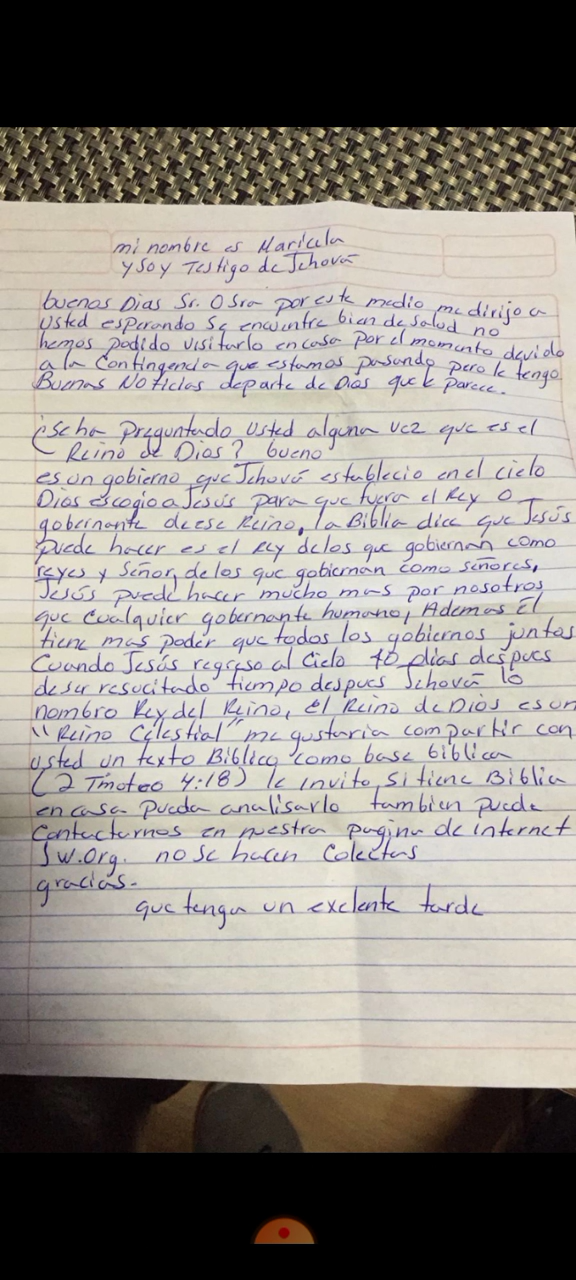 mi nombre es Maricela
y soy Testigo de Jehová
buenos Dias Sr. O Sra por este medio me dirijo a
usted esperando se encuentre bien de salud no
hemos podido visitarlo en casa por el momento devido
a la Contingencia que estamos pasando pero le tengo
Buenas Noticias departe de Dios que le parece.
¿Se ha Preguntado Usted alguna vez que es el
Reino de Dios? bueno
es un gobierno que Jehová establecio en el cielo
Dios escogio a Jesús para que fuera el Rey o
gobernante de ese Reino, la Biblia dice que Jesús
puede hacer es el Rey de los que gobiernan como
reyes y Señor, de los que gobiernan como señores,
Jesús puede hacer mucho mas por nosotros
que cualquier gobernante humano, Ademas Él
tiene mas poder que todos los gobiernos juntos
Cuando Jesús regreso al Cielo 40 dias despues
de ser resucitado tiempo despues Jehová lo
nombro Rey del Reino, el Reino de Dios es un
"Reino Celestial" me gustaria compartir con
usted un texto Biblico como base biblica
(2 Timoteo 4:18) le invito si tiene Biblia
en casa pueda analisarlo tambien puede
Contactarnos en nuestra pagina de internet
JW.Org. no se hacen Colectas
gracias.
que tenga un exelente tarde